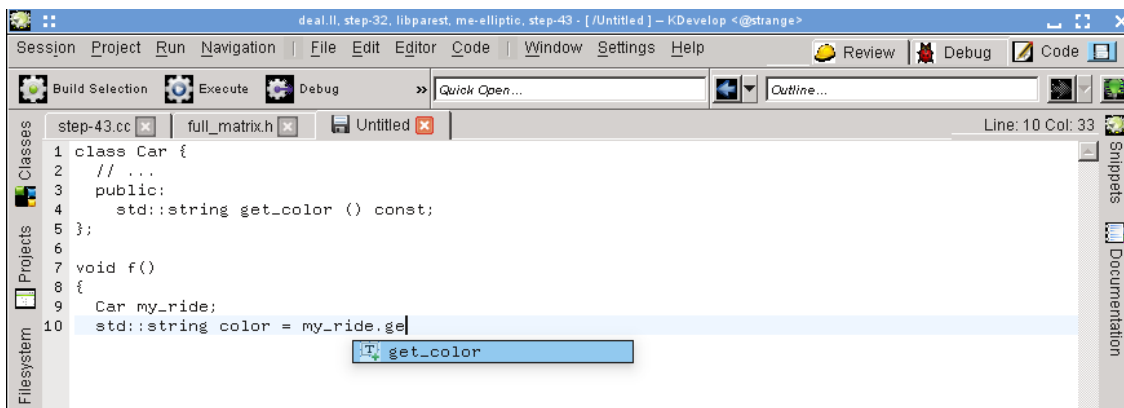 deal.II, step-32, libparest, me-elliptic, step-43 - [ /Untitled ] – KDevelop <@strange>
Session Project Run Navigation File Edit Editor Code Window Settings Help Review Debug Code
Build Selection Execute Debug » Quick Open... Outline...
step-43.cc full_matrix.h Untitled Line: 10 Col: 33
Classes
Projects
Filesystem
1 class Car {
2   // ...
3   public:
4     std::string get_color () const;
5 };
6
7 void f()
8 {
9   Car my_ride;
10   std::string color = my_ride.ge
get_color
Snippets
Documentation